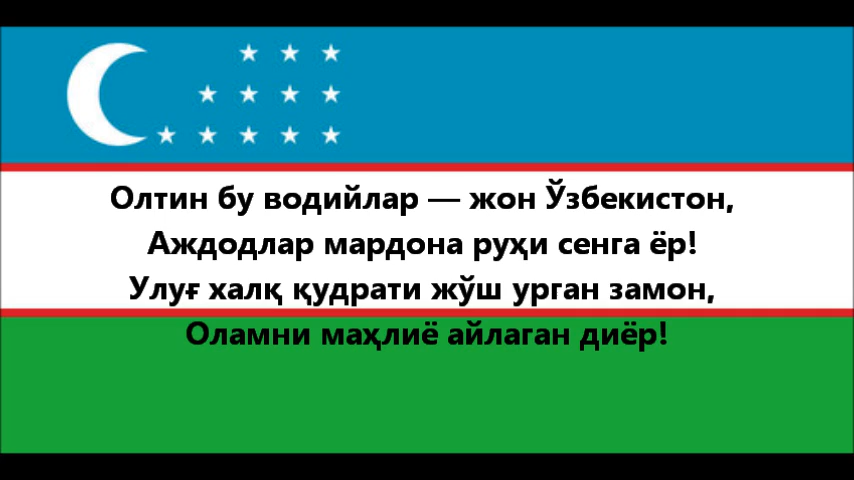 Олтин бу водийлар — жон Ўзбекистон,
Аждодлар мардона руҳи сенга ёр!
Улуғ халқ қудрати жўш урган замон,
Оламни маҳлиё айлаган диёр!